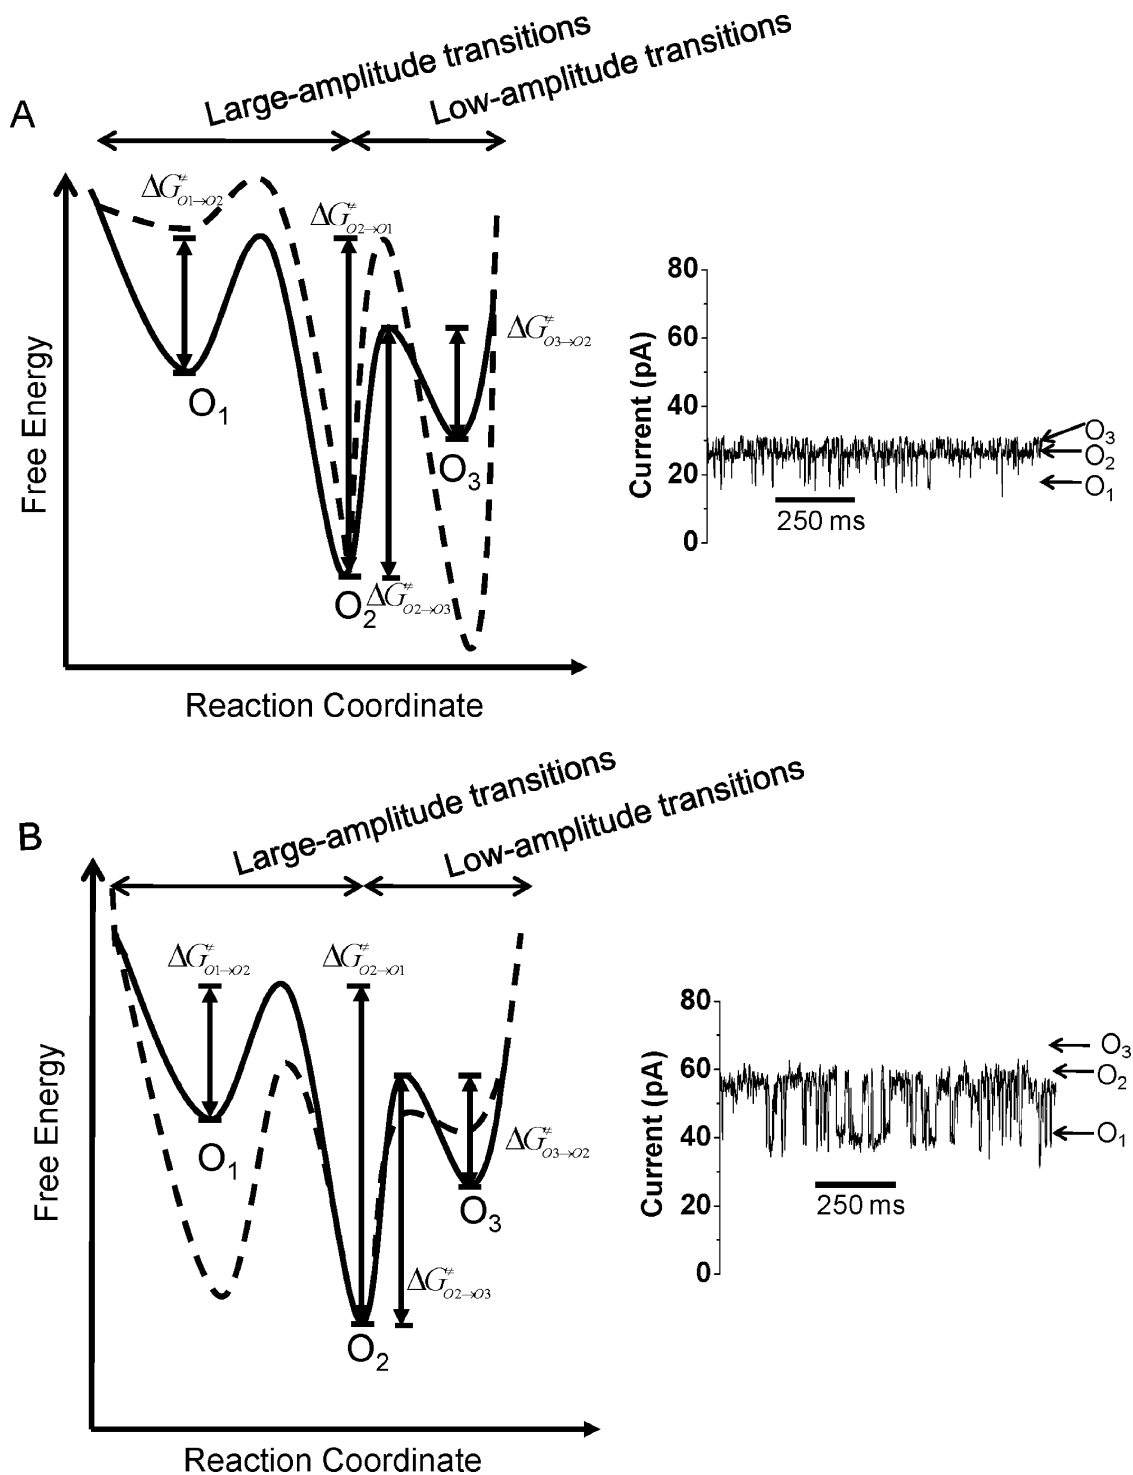 A
Large-amplitude transitions
Low-amplitude transitions
ΔG≠O1→O2
ΔG≠O2→O1
ΔG≠O3→O2
ΔG≠O2→O3
O1
O2
O3
Free Energy
Reaction Coordinate
80
60
40
20
0
Current (pA)
250 ms
O3
O2
O1
B
Large-amplitude transitions
Low-amplitude transitions
ΔG≠O1→O2
ΔG≠O2→O1
ΔG≠O3→O2
ΔG≠O2→O3
O1
O3
O2
Free Energy
Reaction Coordinate
80
60
40
20
0
Current (pA)
250 ms
O3
O2
O1